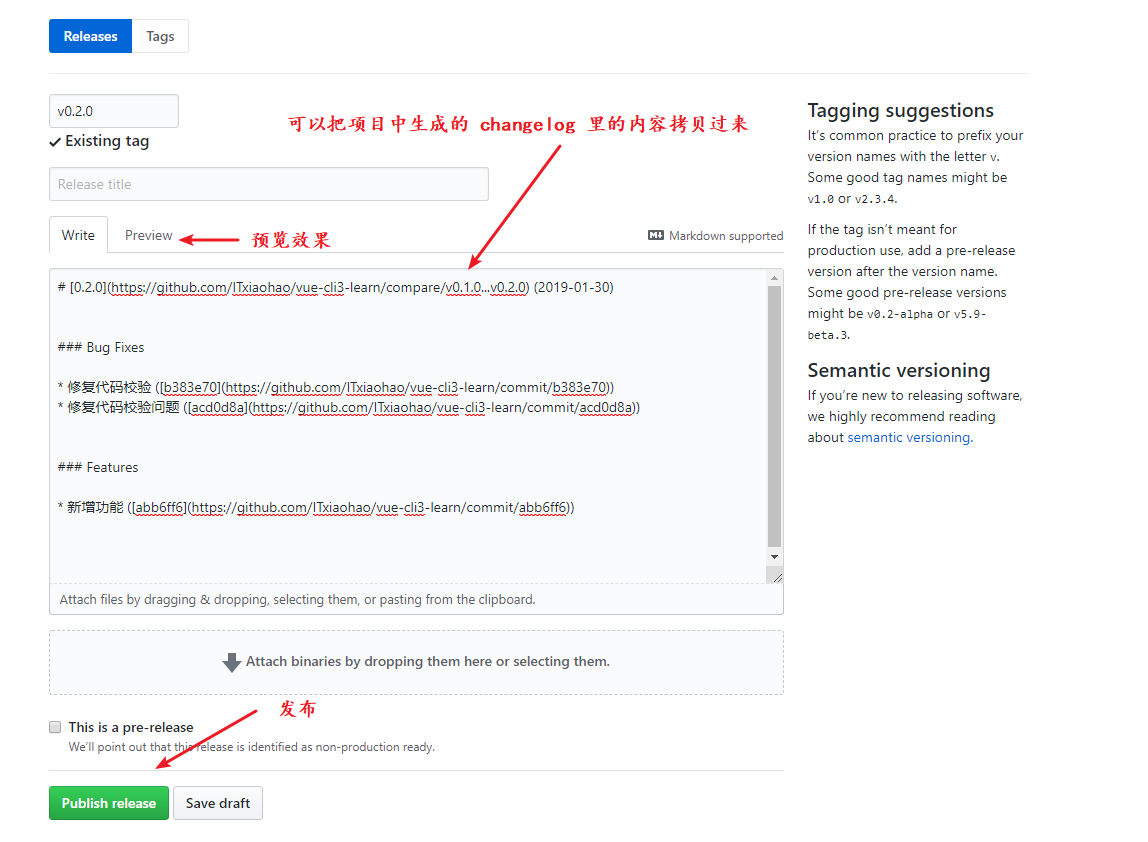 Releases Tags
v0.2.0
可以把项目中生成的 changelog 里的内容拷贝过来
Existing tag
Release title
Write Preview 预览效果 Markdown supported
# [0.2.0](https://github.com/ITxiaohao/vue-cli3-learn/compare/v0.1.0...v0.2.0) (2019-01-30)
### Bug Fixes
* 修复代码校验 ([b383e70](https://github.com/ITxiaohao/vue-cli3-learn/commit/b383e70))
* 修复代码校验问题 ([acd0d8a](https://github.com/ITxiaohao/vue-cli3-learn/commit/acd0d8a))
### Features
* 新增功能 ([abb6ff6](https://github.com/ITxiaohao/vue-cli3-learn/commit/abb6ff6))
Attach files by dragging & dropping, selecting them, or pasting from the clipboard.
Attach binaries by dropping them here or selecting them.
发布
This is a pre-release
We'll point out that this release is identified as non-production ready.
Publish release Save draft
Tagging suggestions
It's common practice to prefix your
version names with the letter v.
Some good tag names might be
v1.0 or v2.3.4.
If the tag isn't meant for
production use, add a pre-release
version after the version name.
Some good pre-release versions
might be v0.2-alpha or v5.9-
beta.3.
Semantic versioning
If you're new to releasing software,
we highly recommend reading
about semantic versioning.